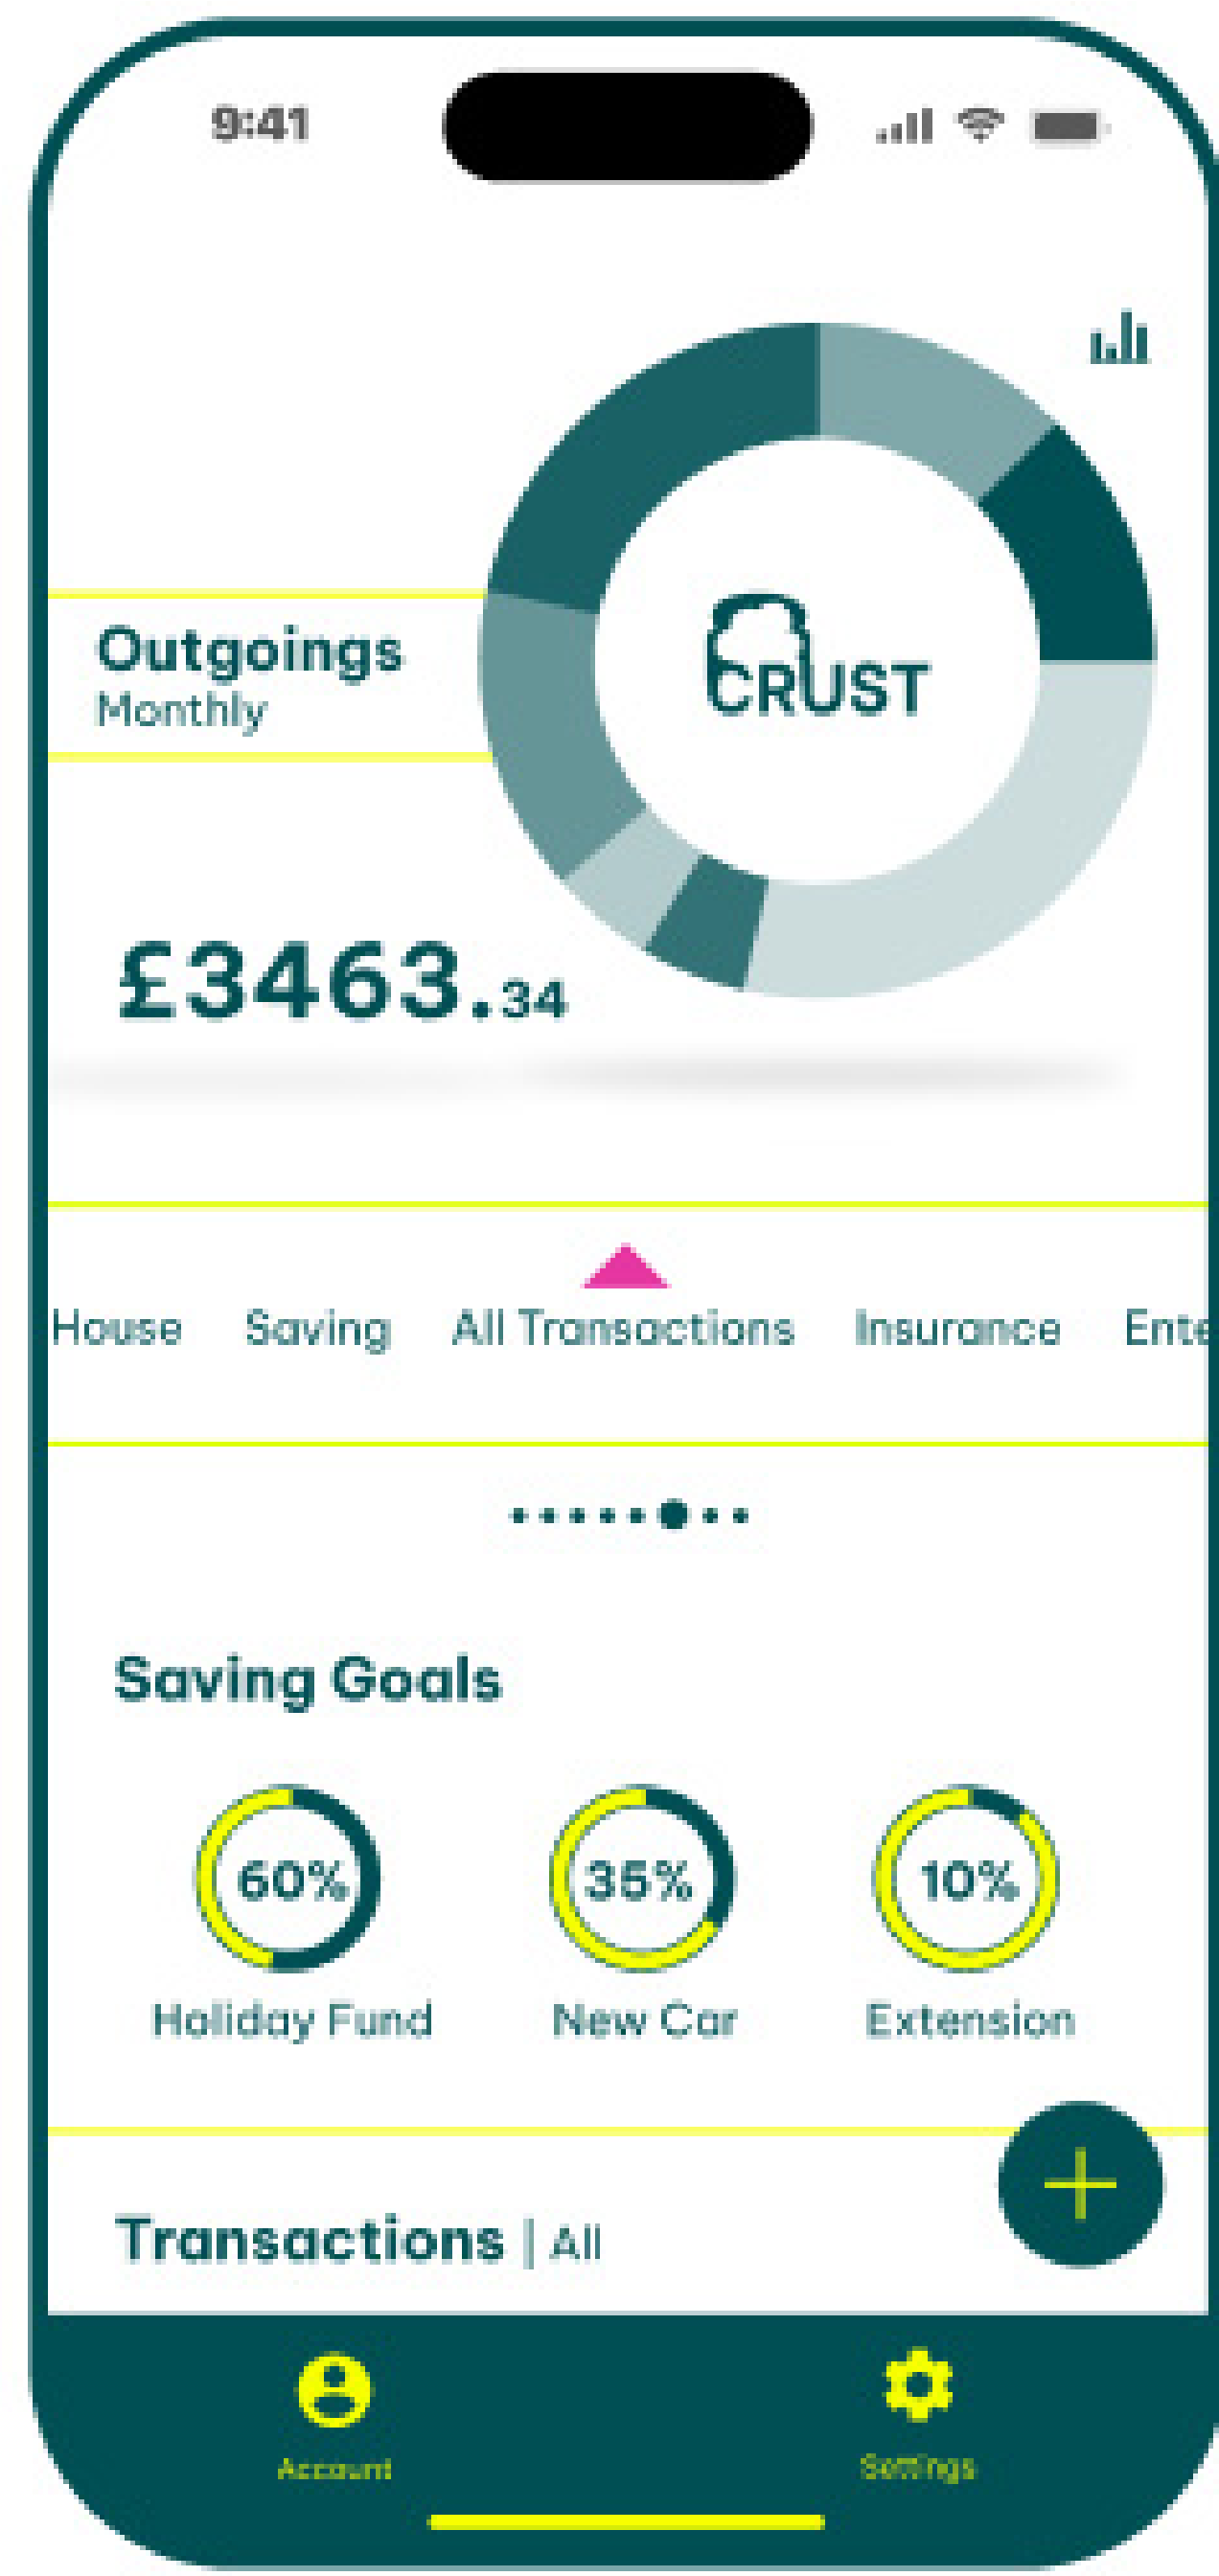 9:41
CRUST
Outgoings
Monthly
£3463.34
House Saving All Transactions Insurance Ente
Saving Goals
60% 35% 10%
Holiday Fund New Car Extension
Transactions | All
Account Settings